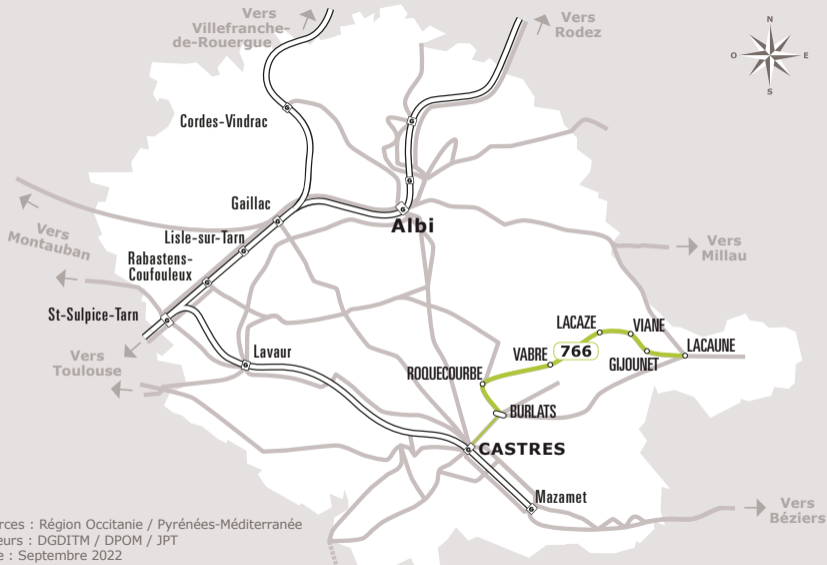 Vers
Villefranche-
de-Rouergue
Vers
Rodez
N
O
E
S
Cordes-Vindrac
Gaillac
Albi
Vers
Montauban
Lisle-sur-Tarn
Rabastens-
Coufouleux
Vers
Millau
St-Sulpice-Tarn
Vers
Toulouse
Lavaur
LACAZE
VIANE
LACAUNE
VABRE
766
GIJOUNET
ROQUECOURBE
BURLATS
CASTRES
Mazamet
Vers
Béziers
rces : Région Occitanie / Pyrénées-Méditerranée
eurs : DGDITM / DPOM / JPT
e : Septembre 2022